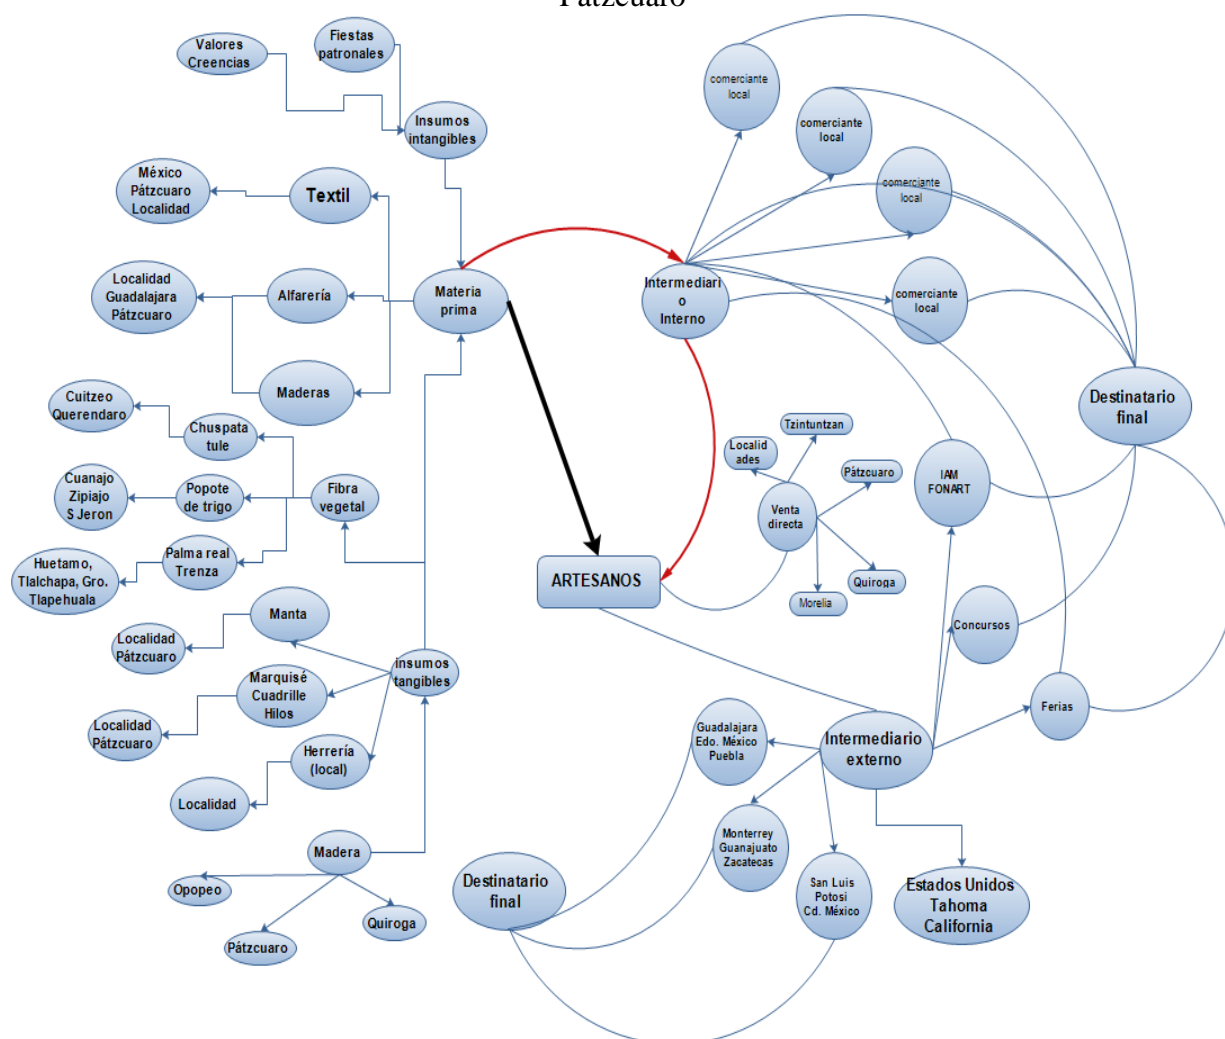 Pátzcuaro
Valores
Creencias
Fiestas
patronales
Insumos
intangibles
México
Pátzcuaro
Localidad
Textil
Localidad
Guadalajara
Pátzcuaro
Alfarería
Materia
prima
Maderas
Cuitzeo
Querendaro
Chuspata
tule
Cuanajo
Zipiajo
S Jeron
Popote
de trigo
Fibra
vegetal
Huetamo,
Tlalchapa, Gro.
Tlapehuala
Palma real
Trenza
Manta
Localidad
Pátzcuaro
insumos
tangibles
Marquisé
Cuadrille
Hilos
Localidad
Pátzcuaro
Herrería
(local)
Localidad
Madera
Opopeo
Pátzcuaro
Quiroga
comerciante
local
comerciante
local
comerciante
local
comerciante
local
Intermediari
o
Interno
Destinatario
final
Tzintuntzan
Localid
ades
Pátzcuaro
Venta
directa
Quiroga
Morelia
IAM
FONART
ARTESANOS
Concursos
Ferias
Intermediario
externo
Guadalajara
Edo. México
Puebla
Monterrey
Guanajuato
Zacatecas
San Luis
Potosi
Cd. México
Estados Unidos
Tahoma
California
Destinatario
final